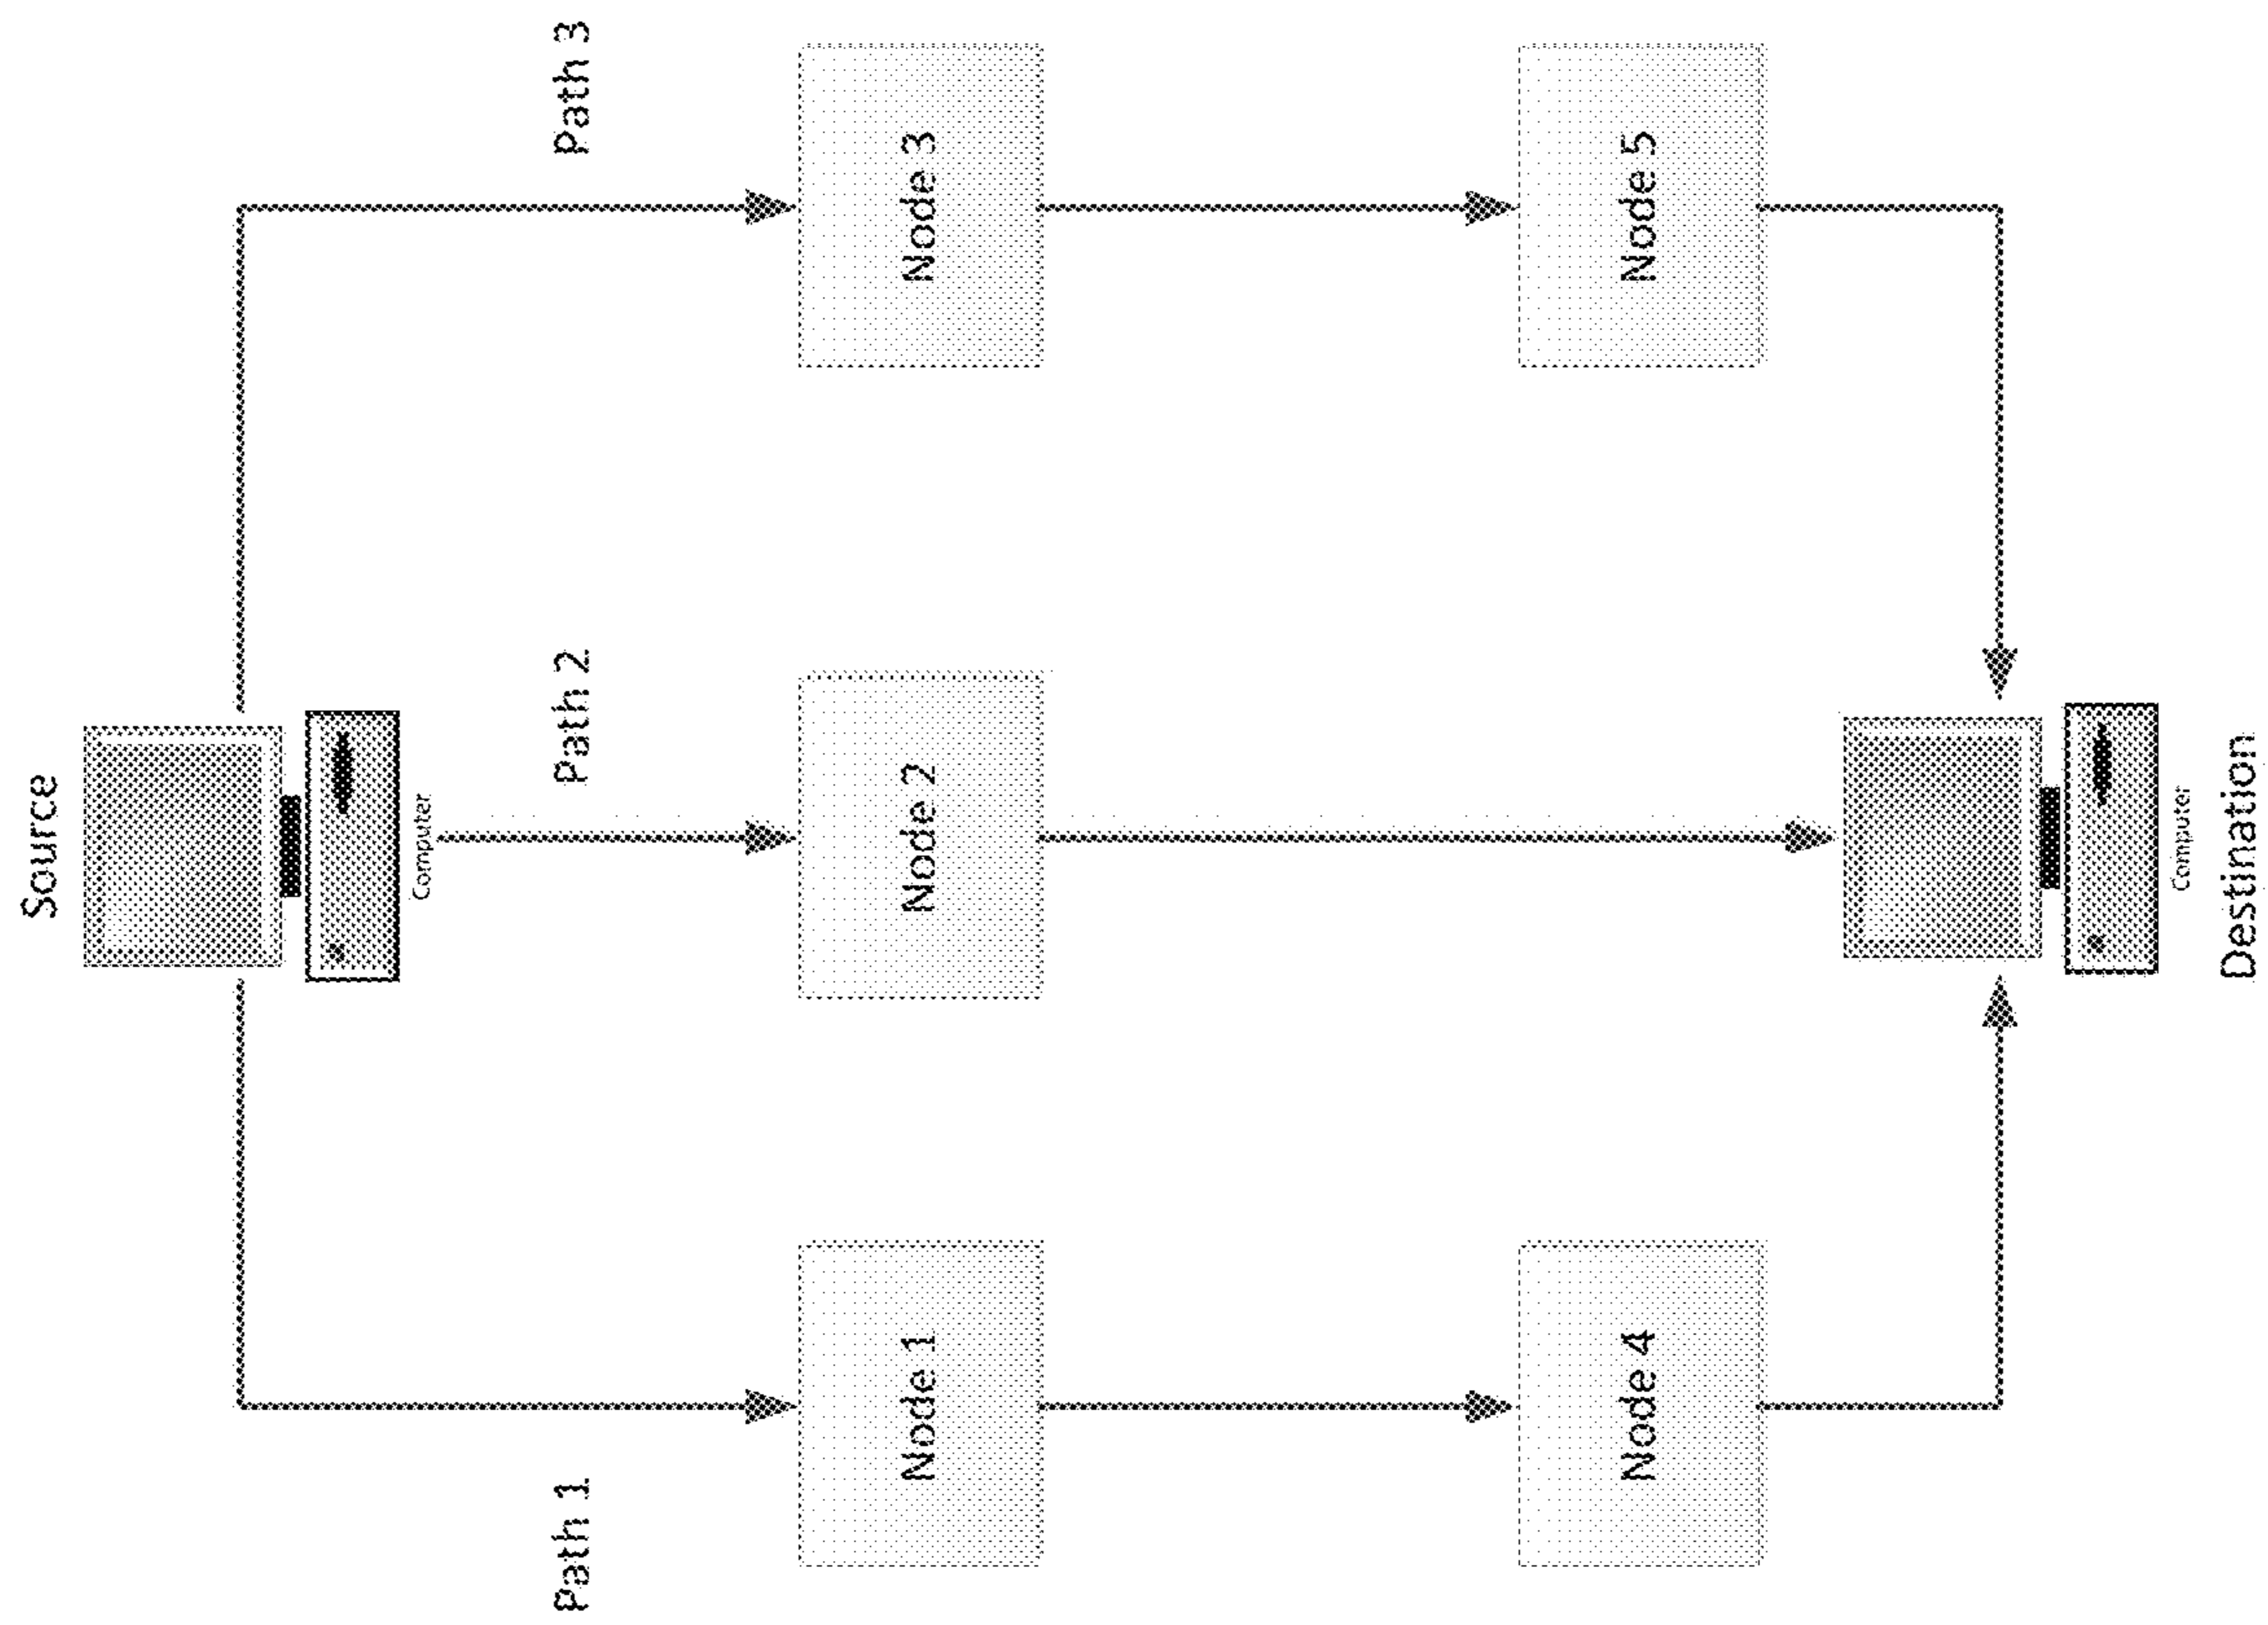 Source
Computer
Path 1
Path 2
Path 3
Node 1
Node 2
Node 3
Node 4
Node 5
Computer
Destination